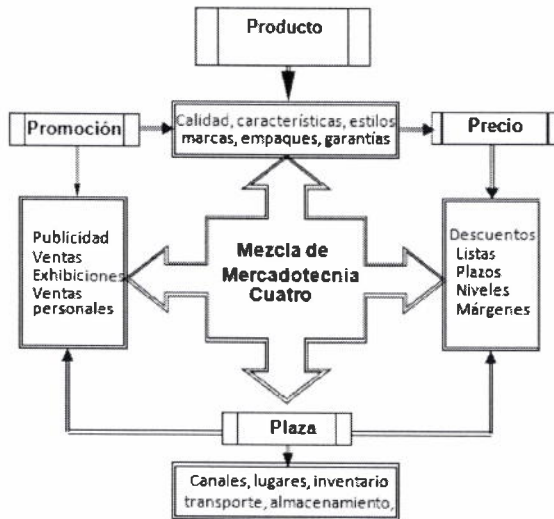 Producto
Promoción
Calidad, características, estilos
marcas, empaques, garantías
Precio
Publicidad
Ventas
Exhibiciones
Ventas
personales
Mezcla de
Mercadotecnia
Cuatro
Descuentos
Listas
Plazos
Niveles
Márgenes
Plaza
Canales, lugares, inventario
transporte, almacenamiento,